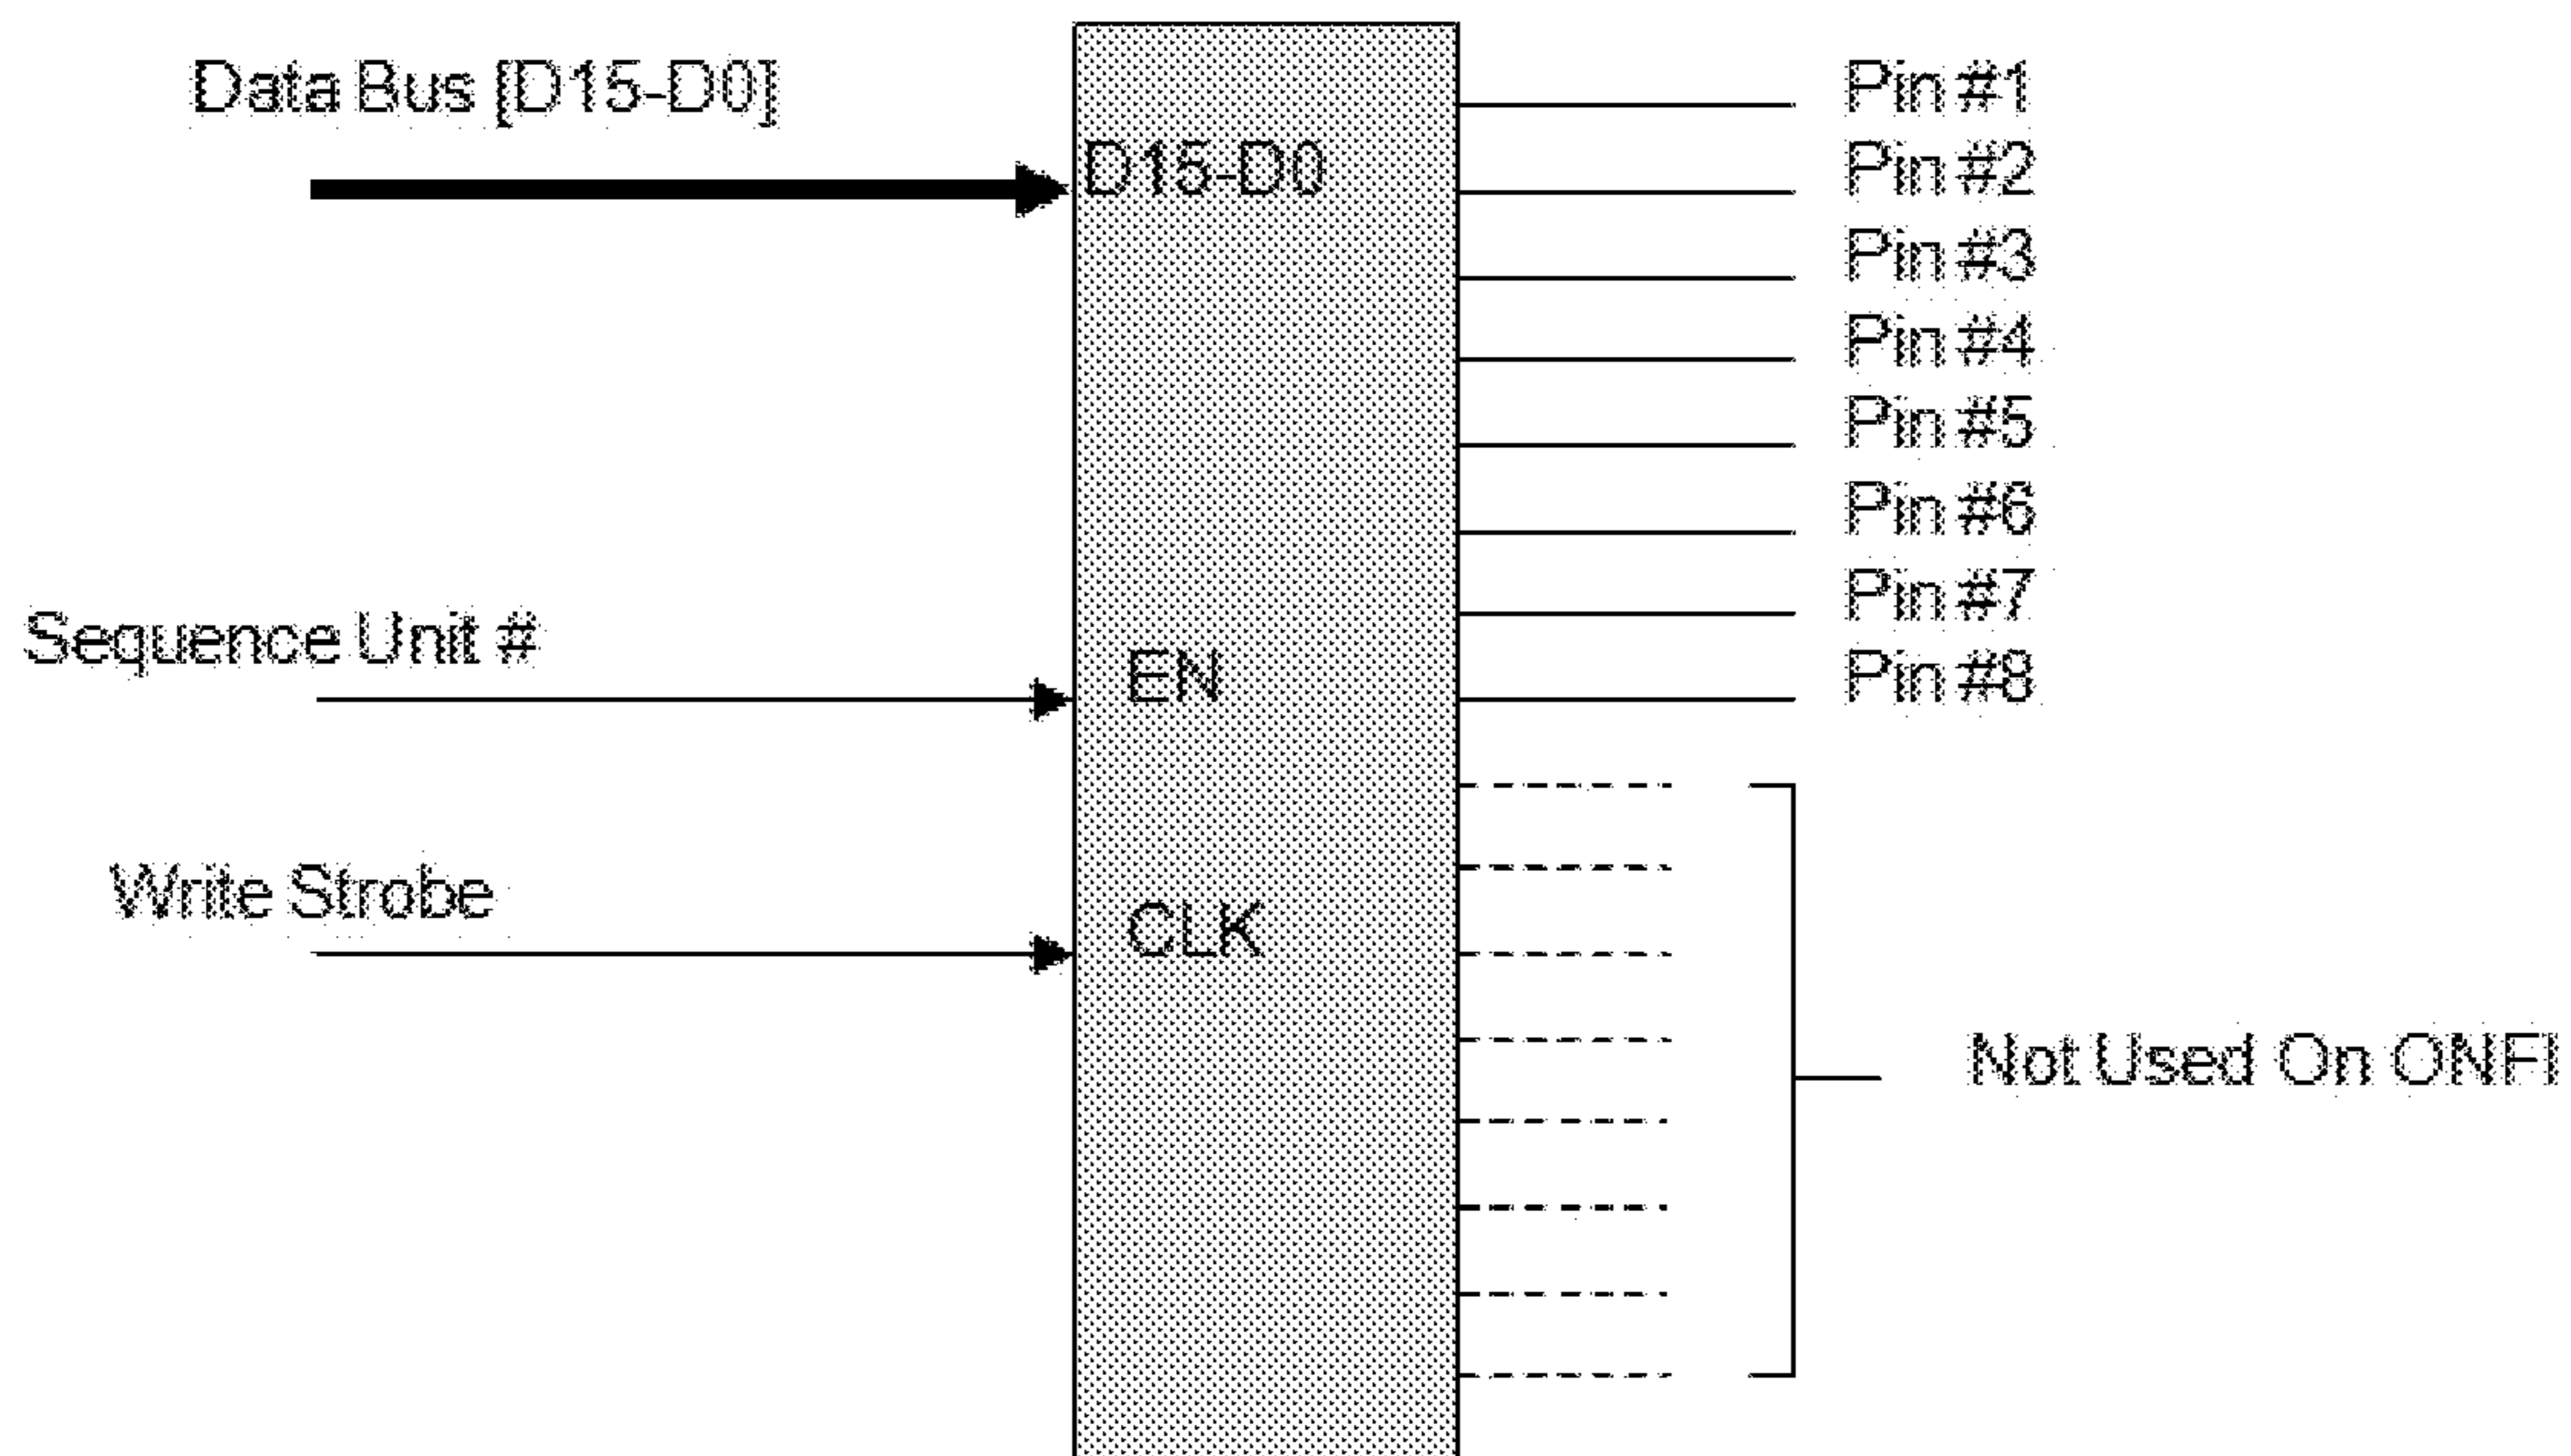 Data Bus [D15-D0]
D15-D0
Sequence Unit #
EN
Write Strobe
CLK
Pin #1
Pin #2
Pin #3
Pin #4
Pin #5
Pin #6
Pin #7
Pin #8
Not Used On ONFI